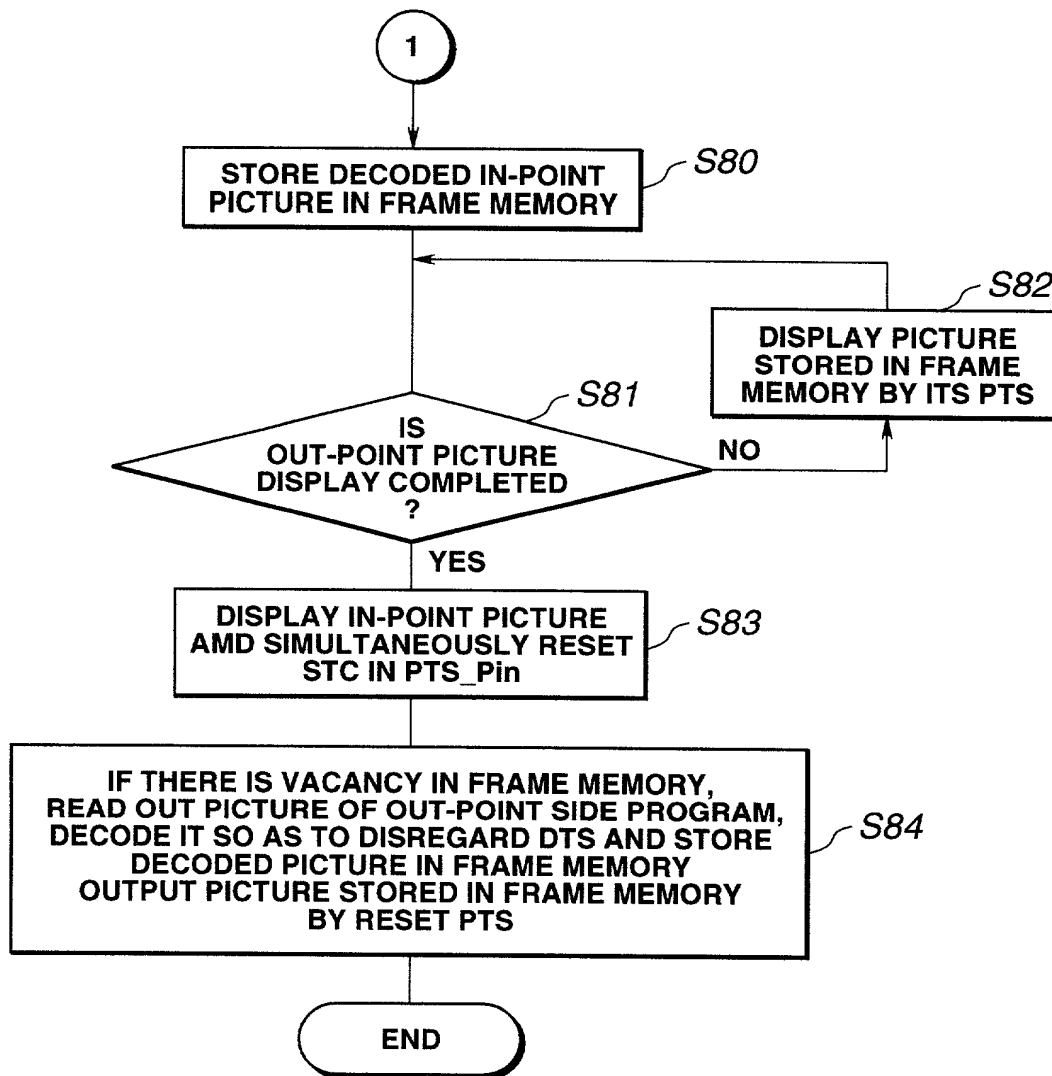 1
STORE DECODED IN-POINT
PICTURE IN FRAME MEMORY
S80
S82
DISPLAY PICTURE
STORED IN FRAME
MEMORY BY ITS PTS
S81
IS
OUT-POINT PICTURE
DISPLAY COMPLETED
?
NO
YES
DISPLAY IN-POINT PICTURE
AMD SIMULTANEOUSLY RESET
STC IN PTS_Pin
S83
IF THERE IS VACANCY IN FRAME MEMORY,
READ OUT PICTURE OF OUT-POINT SIDE PROGRAM,
DECODE IT SO AS TO DISREGARD DTS AND STORE
DECODED PICTURE IN FRAME MEMORY
OUTPUT PICTURE STORED IN FRAME MEMORY
BY RESET PTS
S84
END